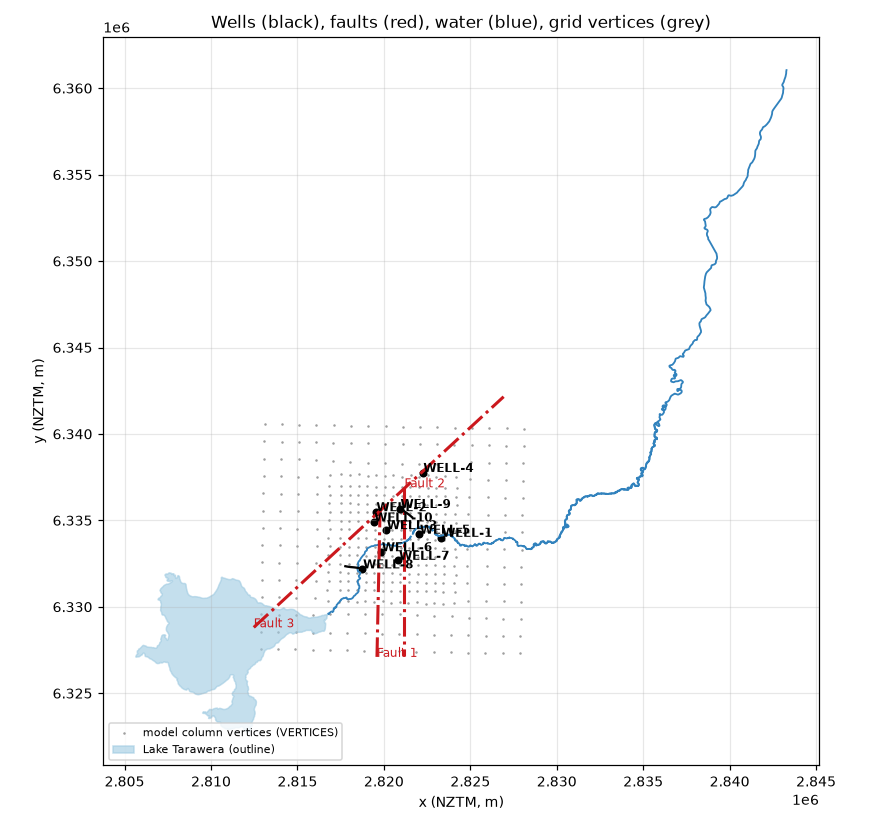 Wells (black), faults (red), water (blue), grid vertices (grey)
1e6
6.360
6.355
6.350
6.345
6.340
6.335
6.330
6.325
y (NZTM, m)
WELL-4
Fault 2
WELL-9
WELL-2
WELL-10
WELL-3
WELL-5
WELL-1
WELL-6
WELL-7
WELL-8
Fault 3
Fault 1
model column vertices (VERTICES)
Lake Tarawera (outline)
2.805
2.810
2.815
2.820
2.825
2.830
2.835
2.840
2.845
x (NZTM, m)
1e6